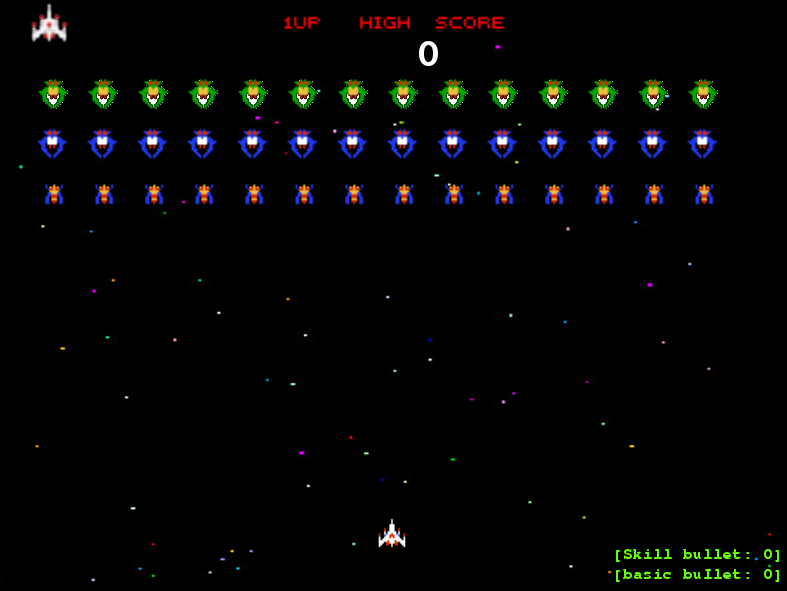 1UP HIGH SCORE
0
[Skill bullet: 0]
[basic bullet: 0]